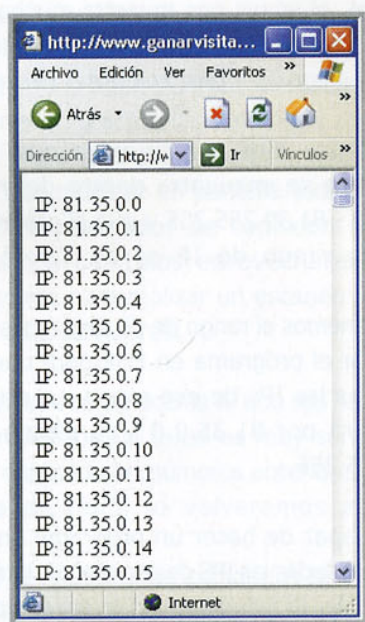 http://www.ganarvisita...
Archivo Edición Ver Favoritos »
Atrás »
Dirección http://w Ir Vínculos »
IP: 81.35.0.0
IP: 81.35.0.1
IP: 81.35.0.2
IP: 81.35.0.3
IP: 81.35.0.4
IP: 81.35.0.5
IP: 81.35.0.6
IP: 81.35.0.7
IP: 81.35.0.8
IP: 81.35.0.9
IP: 81.35.0.10
IP: 81.35.0.11
IP: 81.35.0.12
IP: 81.35.0.13
IP: 81.35.0.14
IP: 81.35.0.15
Internet